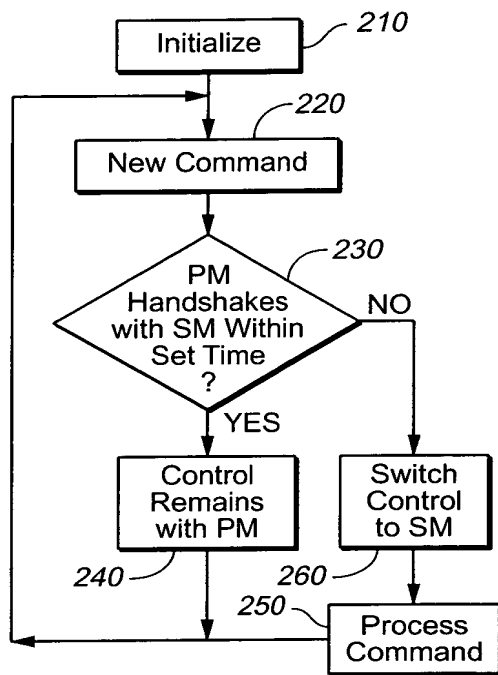 Initialize
210
220
New Command
230
PM
Handshakes
with SM Within
Set Time
?
NO
YES
Control
Remains
with PM
240
Switch
Control
to SM
260
250
Process
Command